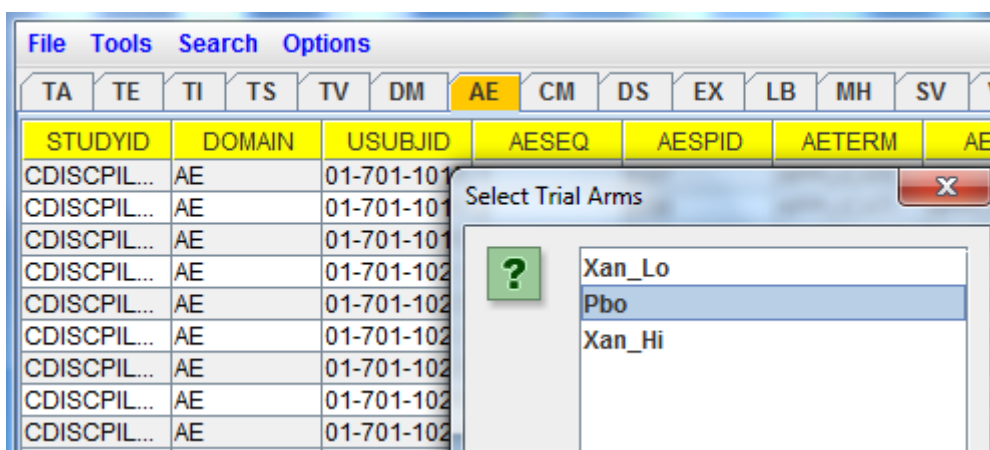 File Tools Search Options
TA TE TI TS TV DM AE CM DS EX LB MH SV
STUDYID DOMAIN USUBJID AESEQ AESPID AETERM AE
CDISCPIL... AE 01-701-101
Select Trial Arms
CDISCPIL... AE 01-701-101
CDISCPIL... AE 01-701-101
CDISCPIL... AE 01-701-102
CDISCPIL... AE 01-701-102
CDISCPIL... AE 01-701-102
CDISCPIL... AE 01-701-102
CDISCPIL... AE 01-701-102
CDISCPIL... AE 01-701-102
?
Xan_Lo
Pbo
Xan_Hi